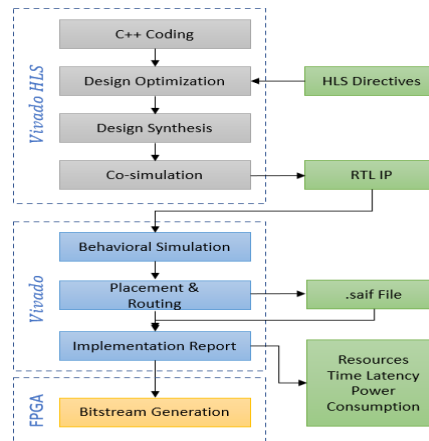 Vivado HLS
C++ Coding
Design Optimization
HLS Directives
Design Synthesis
Co-simulation
RTL IP
Vivado
Behavioral Simulation
Placement &
Routing
.saif File
Implementation Report
Resources
Time Latency
Power
Consumption
FPGA
Bitstream Generation